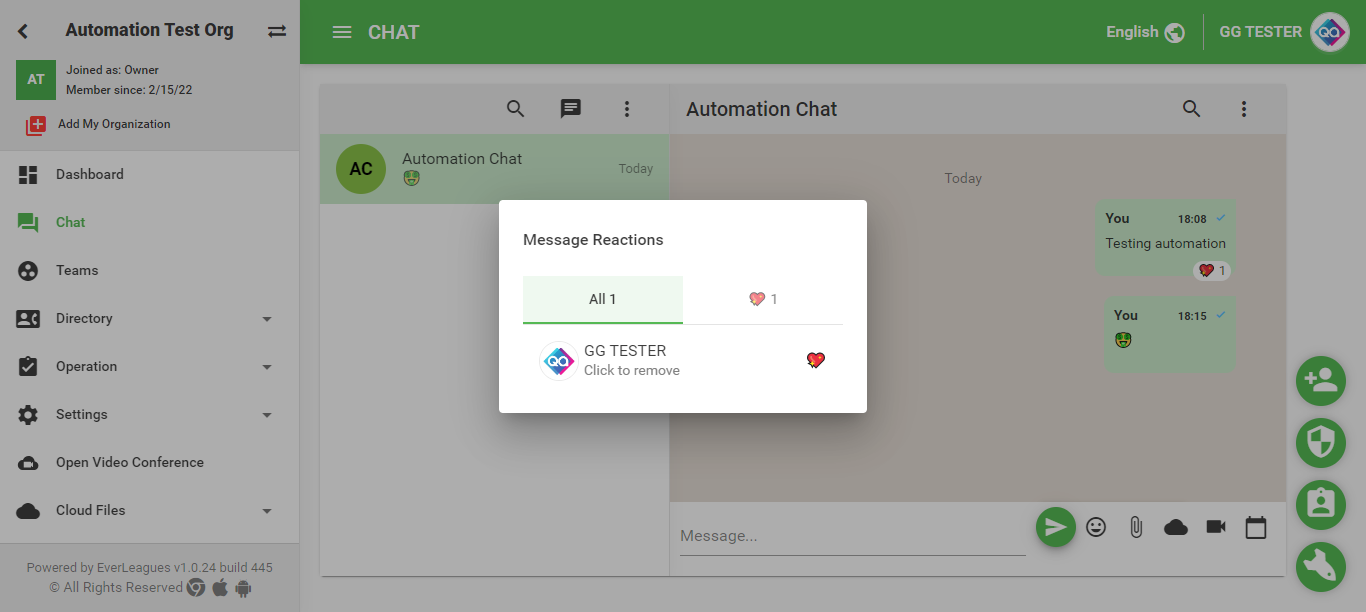 Automation Test Org
AT
Joined as: Owner
Member since: 2/15/22
Add My Organization
Dashboard
Chat
Teams
Directory
Operation
Settings
Open Video Conference
Cloud Files
Powered by EverLeagues v1.0.24 build 445
© All Rights Reserved
CHAT
English
GG TESTER
QA
AC
Automation Chat
🤑
Today
Automation Chat
Today
You 18:08
Testing automation
💘 1
You 18:15
🤑
Message...
Message Reactions
All 1
💘 1
QA
GG TESTER
Click to remove
💘